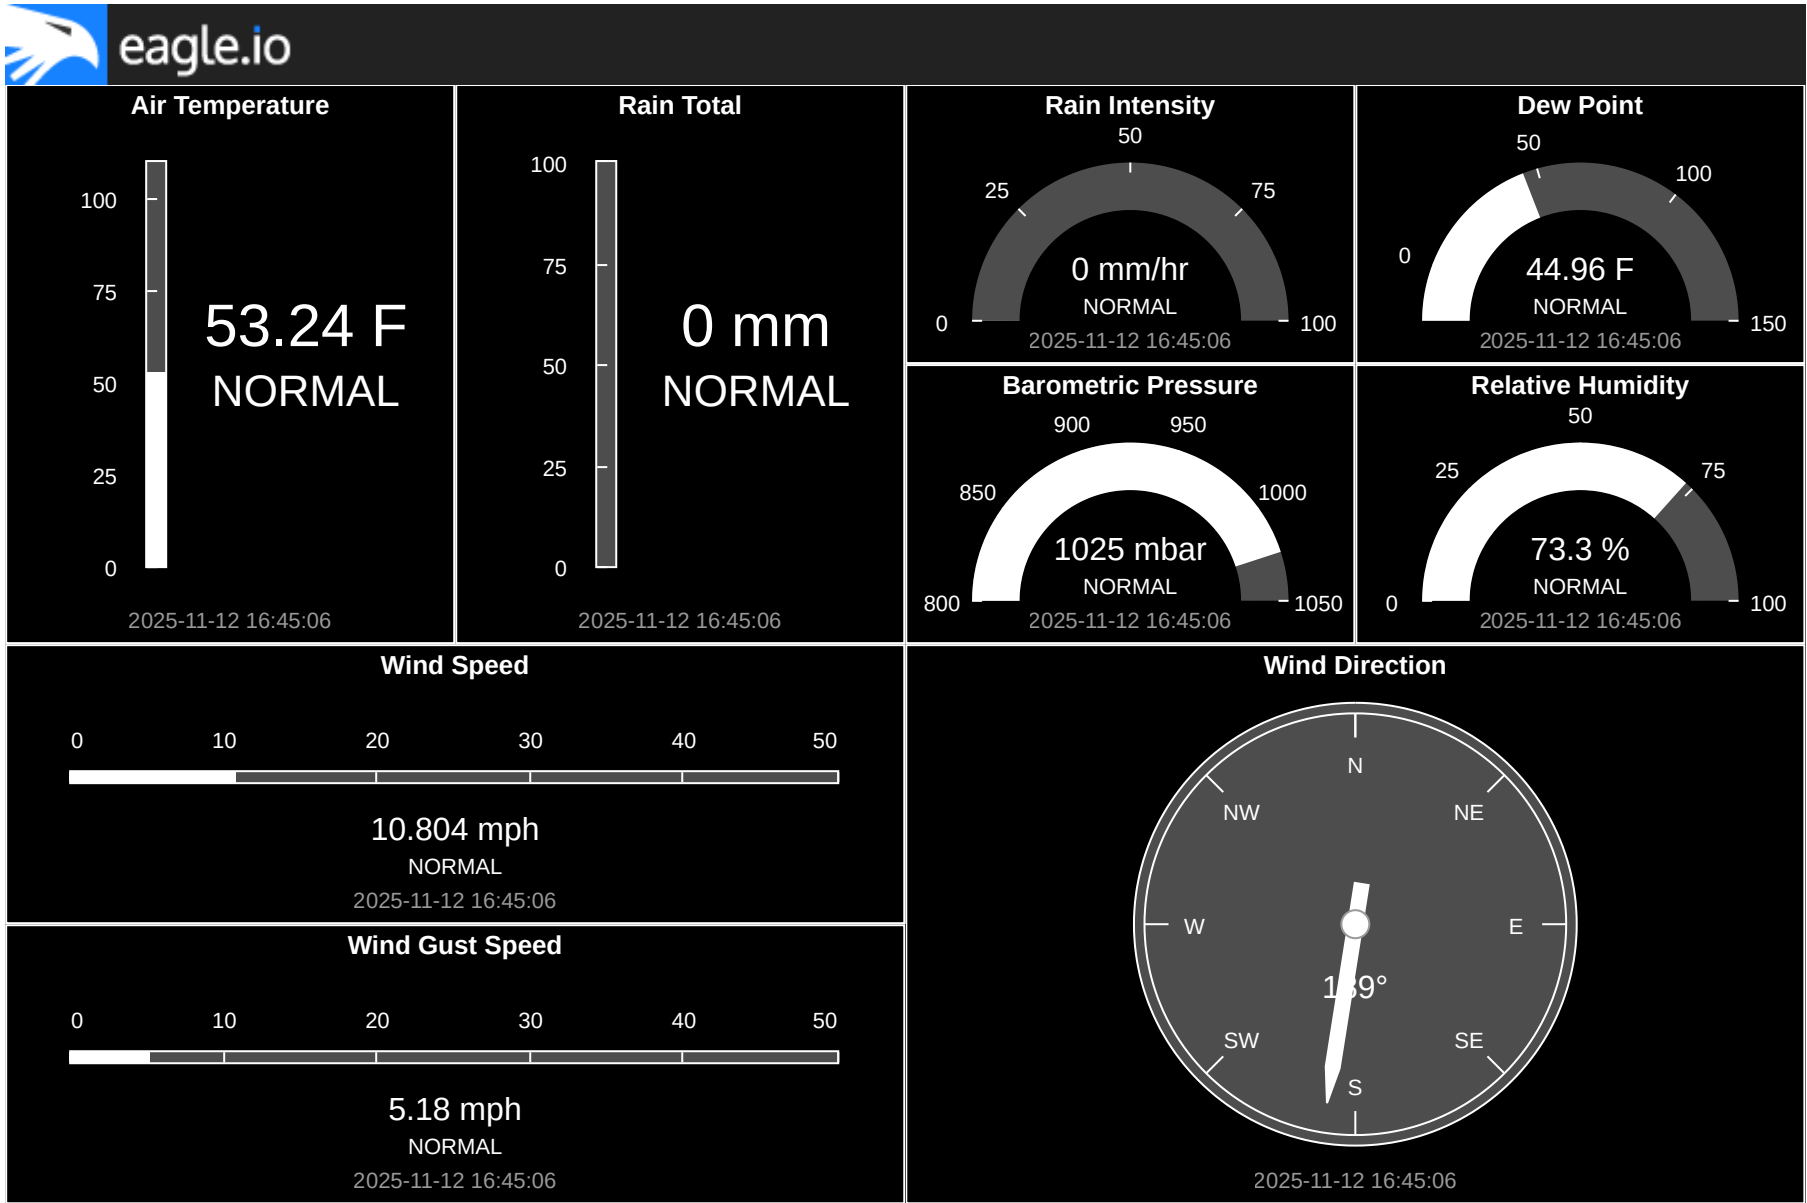 eagle.io
Air Temperature
100
75
50
25
0
53.24 F
NORMAL
2025-11-12 16:45:06
Rain Total
100
75
50
25
0
0 mm
NORMAL
2025-11-12 16:45:06
Rain Intensity
50
25
75
0
100
0 mm/hr
NORMAL
2025-11-12 16:45:06
Dew Point
50
100
0
150
44.96 F
NORMAL
2025-11-12 16:45:06
Barometric Pressure
900
950
850
1000
800
1050
1025 mbar
NORMAL
2025-11-12 16:45:06
Relative Humidity
50
25
75
0
100
73.3 %
NORMAL
2025-11-12 16:45:06
Wind Speed
0 10 20 30 40 50
10.804 mph
NORMAL
2025-11-12 16:45:06
Wind Gust Speed
0 10 20 30 40 50
5.18 mph
NORMAL
2025-11-12 16:45:06
Wind Direction
N
NW
NE
W
E
189°
SW
SE
S
2025-11-12 16:45:06